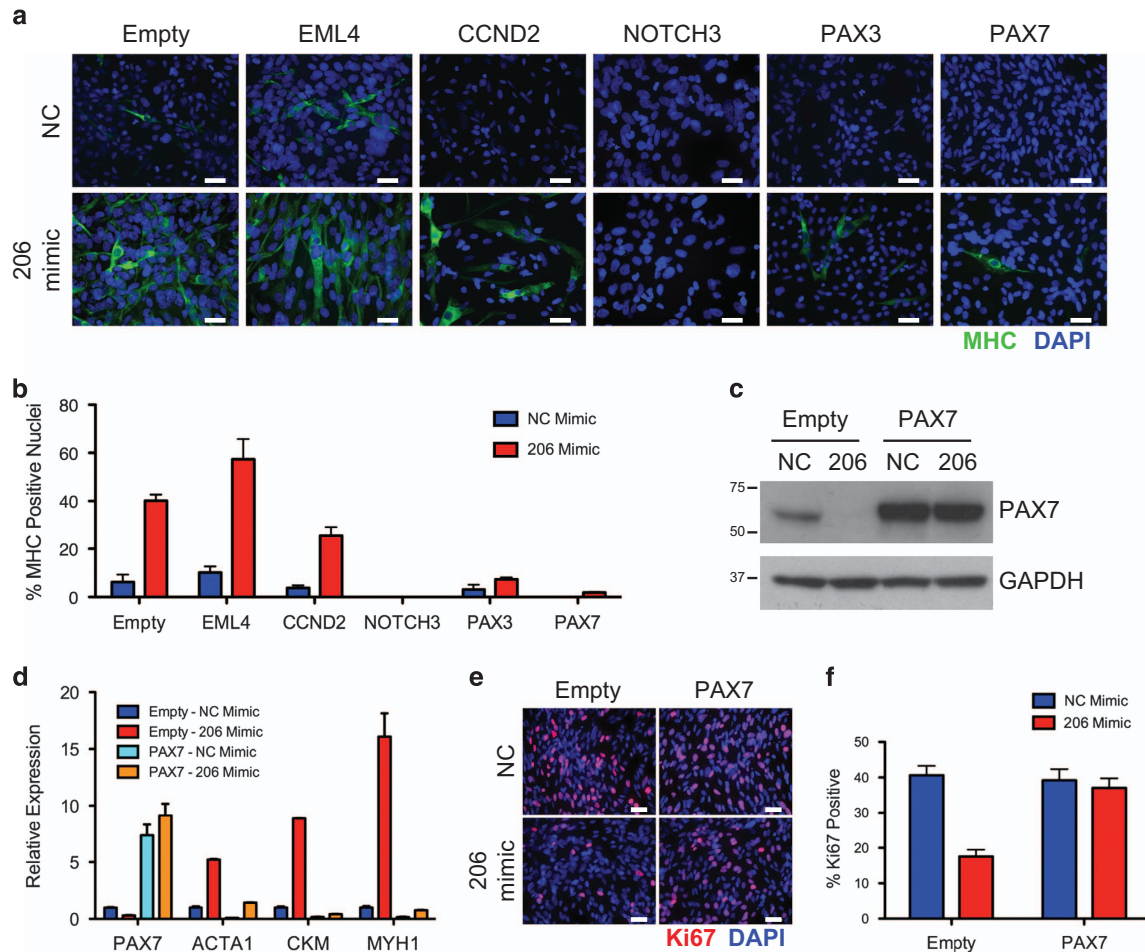 a
Empty EML4 CCND2 NOTCH3 PAX3 PAX7
NC
206 mimic
MHC DAPI
b
% MHC Positive Nuclei
80
60
40
20
0
NC Mimic
206 Mimic
Empty EML4 CCND2 NOTCH3 PAX3 PAX7
c
Empty PAX7
NC 206 NC 206
75
50
PAX7
37
GAPDH
d
Relative Expression
20
15
10
5
0
Empty - NC Mimic
Empty - 206 Mimic
PAX7 - NC Mimic
PAX7 - 206 Mimic
PAX7 ACTA1 CKM MYH1
e
Empty PAX7
NC
206 mimic
Ki67 DAPI
f
NC Mimic
206 Mimic
% Ki67 Positive
50
40
30
20
10
0
Empty PAX7